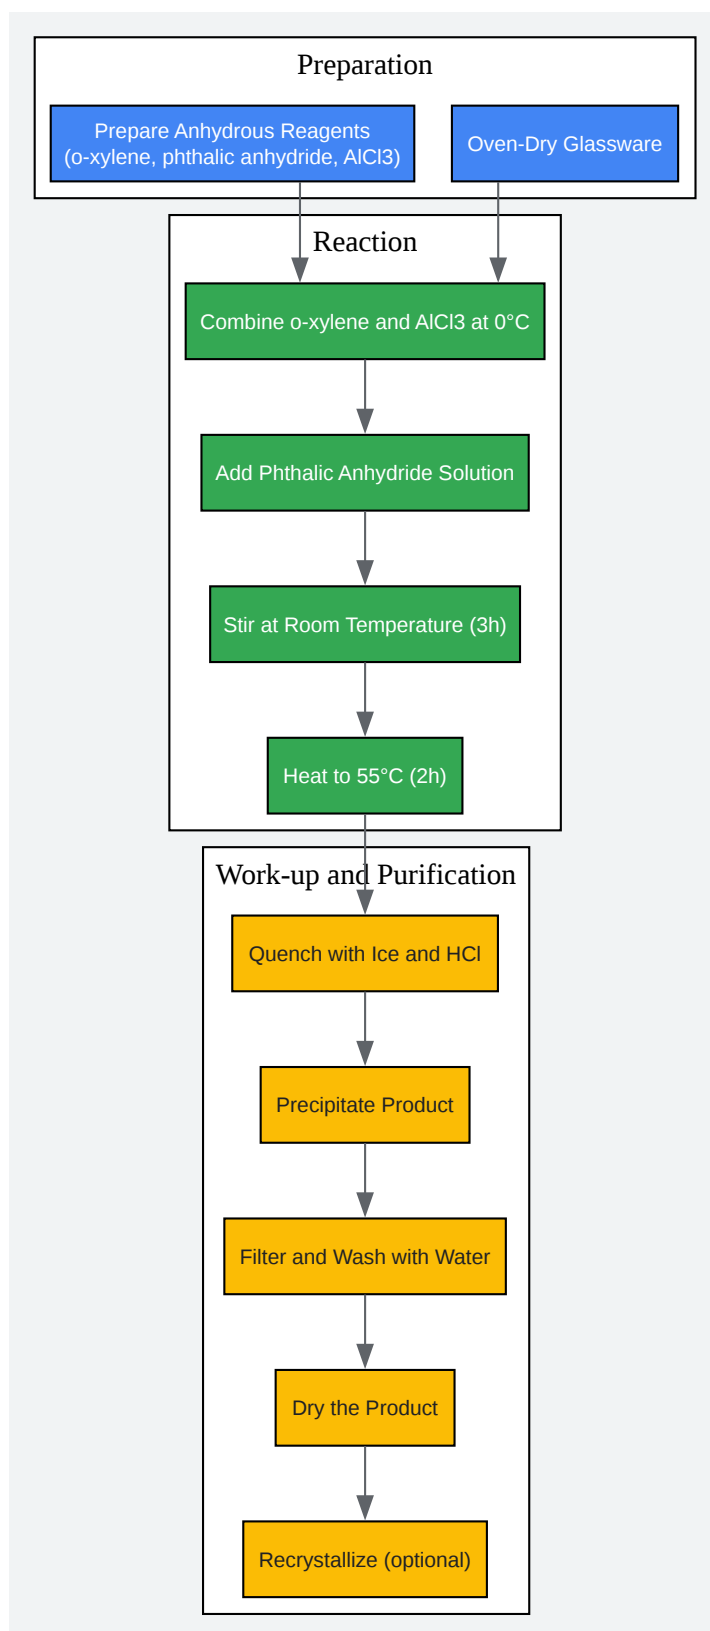 Preparation
Prepare Anhydrous Reagents
(o-xylene, phthalic anhydride, AlCl3)
Oven-Dry Glassware
Reaction
Combine o-xylene and AlCl3 at 0°C
Add Phthalic Anhydride Solution
Stir at Room Temperature (3h)
Heat to 55°C (2h)
Work-up and Purification
Quench with Ice and HCl
Precipitate Product
Filter and Wash with Water
Dry the Product
Recrystallize (optional)